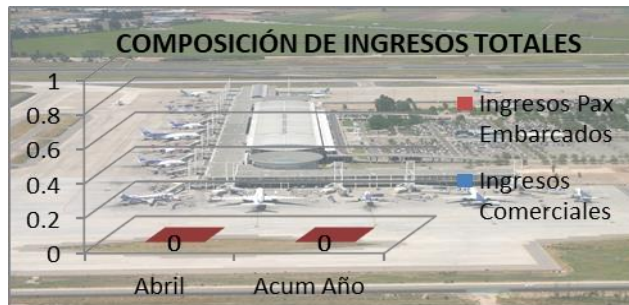 COMPOSICIÓN DE INGRESOS TOTALES
1
0.8
0.6
0.4
0.2
0
0
0
Abril
Acum Año
Ingresos Pax
Embarcados
Ingresos
Comerciales